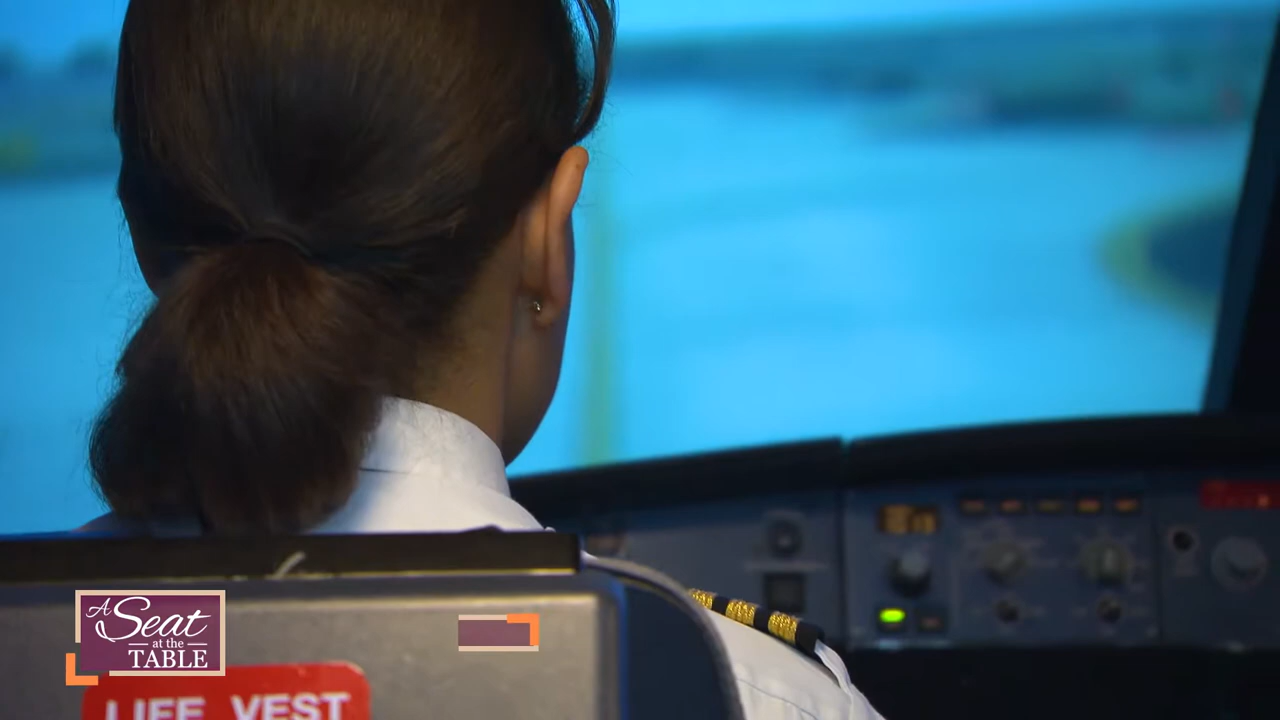 A
Seat
at the
TABLE
LIFE VEST